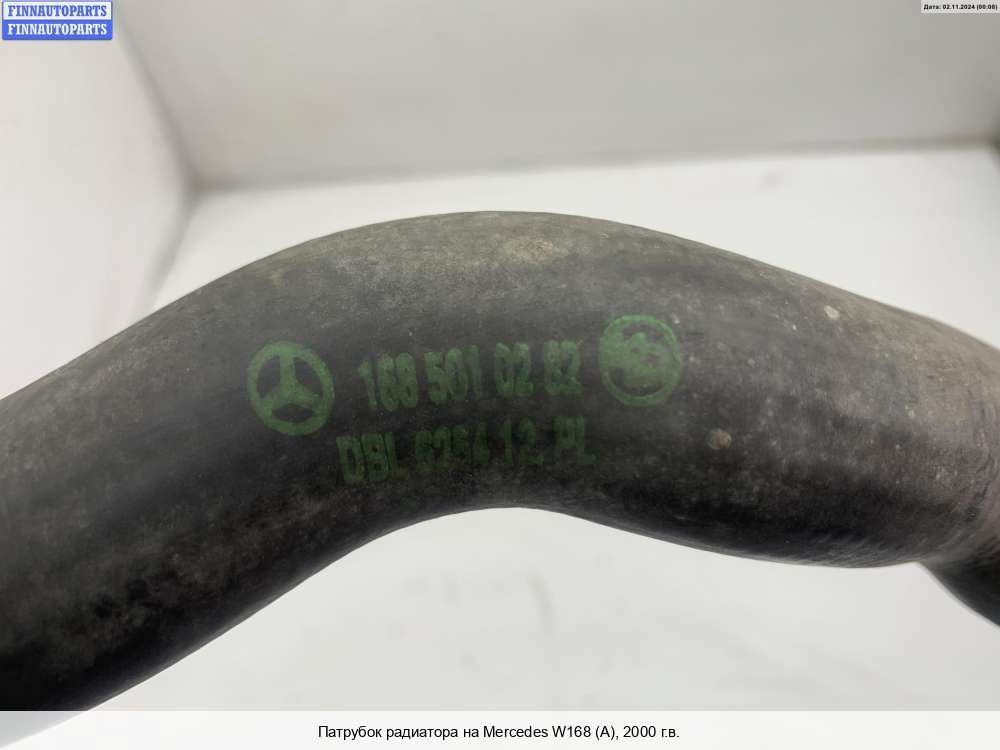 FINNAUTOPARTS
FINNAUTOPARTS
Дата: 02.11.2024 (00:06)
168 501 02 82
DBL 6254 12 PL
Патрубок радиатора на Mercedes W168 (A), 2000 г.в.